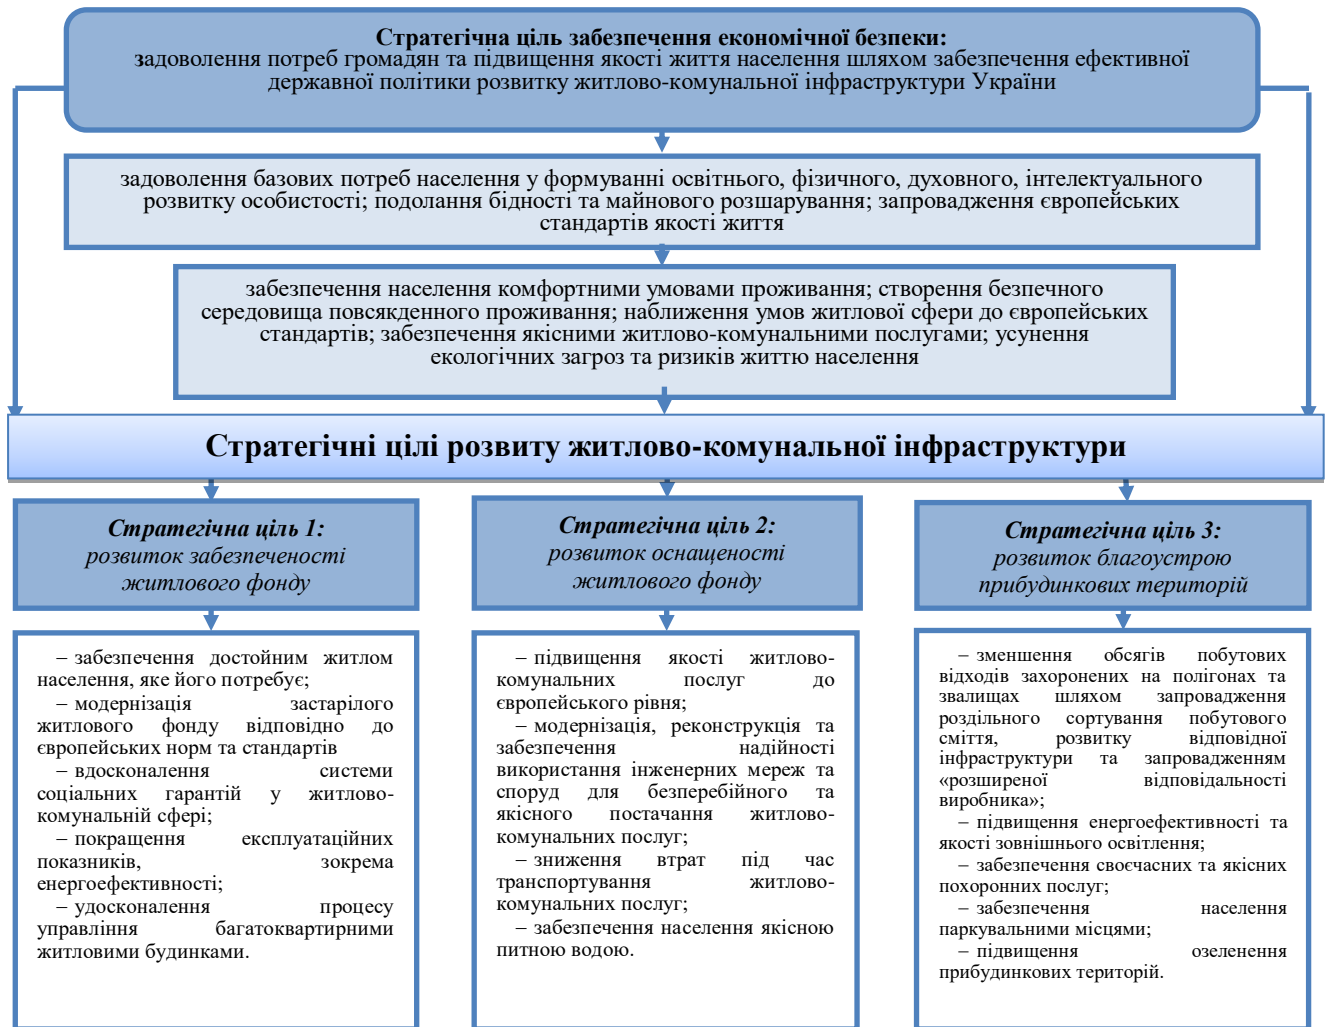 Стратегічна ціль забезпечення економічної безпеки:
задоволення потреб громадян та підвищення якості життя населення шляхом забезпечення ефективної
державної політики розвитку житлово-комунальної інфраструктури України
задоволення базових потреб населення у формуванні освітнього, фізичного, духовного, інтелектуального
розвитку особистості; подолання бідності та майнового розшарування; запровадження європейських
стандартів якості життя
забезпечення населення комфортними умовами проживання; створення безпечного
середовища повсякденного проживання; наближення умов житлової сфери до європейських
стандартів; забезпечення якісними житлово-комунальними послугами; усунення
екологічних загроз та ризиків життю населення
Стратегічні цілі розвиту житлово-комунальної інфраструктури
Стратегічна ціль 1:
розвиток забезпеченості
житлового фонду
– забезпечення достойним житлом
населення, яке його потребує;
– модернізація застарілого
житлового фонду відповідно до
європейських норм та стандартів
– вдосконалення системи
соціальних гарантій у житлово-
комунальній сфері;
– покращення експлуатаційних
показників, зокрема
енергоефективності;
– удосконалення процесу
управління багатоквартирними
житловими будинками.
Стратегічна ціль 2:
розвиток оснащеності
житлового фонду
– підвищення якості житлово-
комунальних послуг до
європейського рівня;
– модернізація, реконструкція та
забезпечення надійності
використання інженерних мереж та
споруд для безперебійного та
якісного постачання житлово-
комунальних послуг;
– зниження втрат під час
транспортування житлово-
комунальних послуг;
– забезпечення населення якісною
питною водою.
Стратегічна ціль 3:
розвиток благоустрою
прибудинкових територій
– зменшення обсягів побутових
відходів захоронених на полігонах та
звалищах шляхом запровадження
роздільного сортування побутового
сміття, розвитку відповідної
інфраструктури та запровадженням
«розширеної відповідальності
виробника»;
– підвищення енергоефективності та
якості зовнішнього освітлення;
– забезпечення своєчасних та якісних
похоронних послуг;
– забезпечення населення
паркувальними місцями;
– підвищення озеленення
прибудинкових територій.